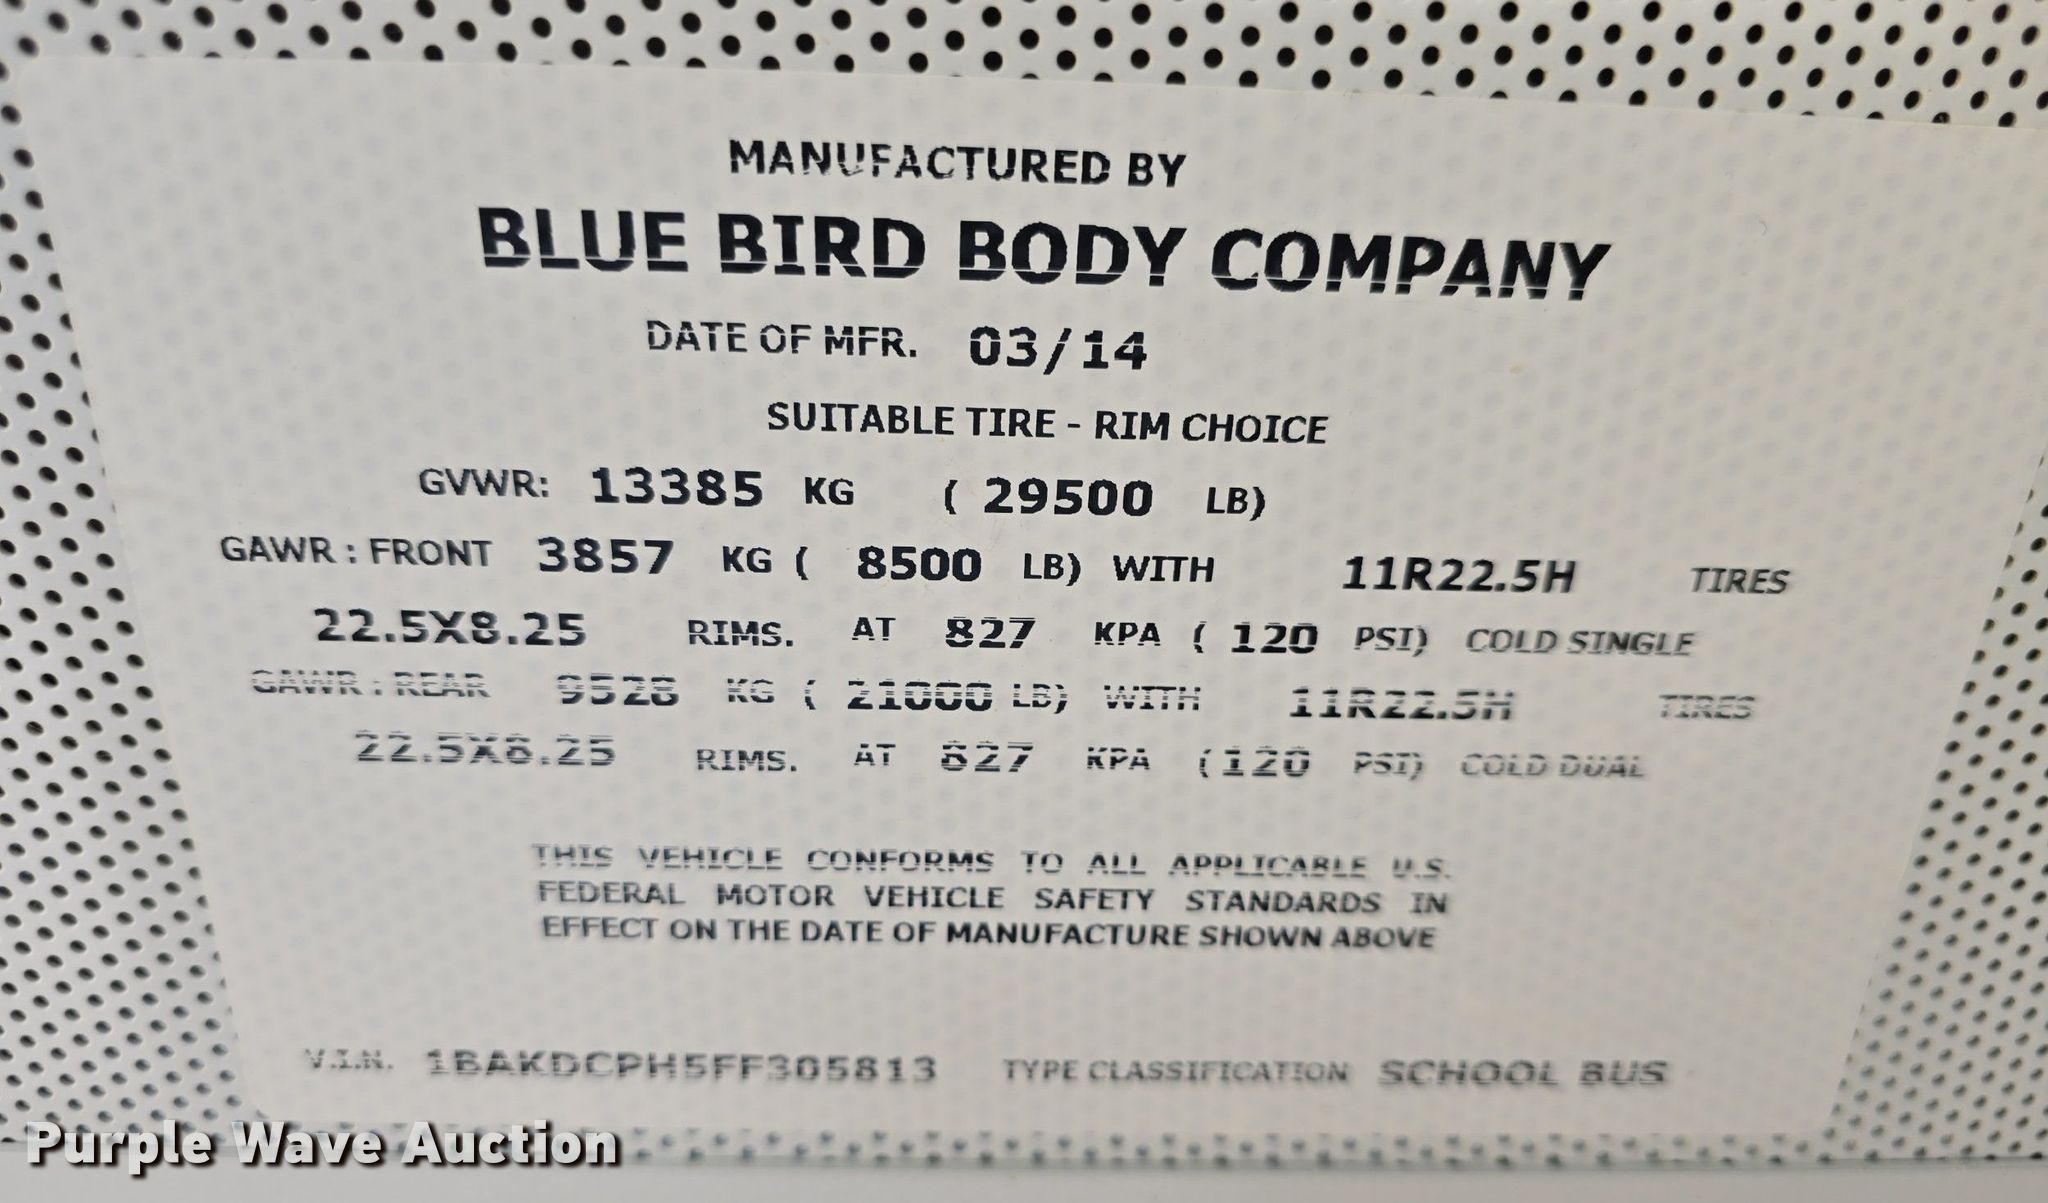 MANUFACTURED BY
BLUE BIRD BODY COMPANY
DATE OF MFR. 03/14
SUITABLE TIRE - RIM CHOICE
GVWR: 13385 KG ( 29500 LB)
GAWR : FRONT 3857 KG ( 8500 LB) WITH 11R22.5H TIRES
22.5X8.25 RIMS. AT 827 KPA ( 120 PSI) COLD SINGLE
GAWR : REAR 9528 KG ( 21000 LB) WITH 11R22.5H TIRES
22.5X8.25 RIMS. AT 827 KPA (120 PSI) COLD DUAL
THIS VEHICLE CONFORMS TO ALL APPLICABLE U.S.
FEDERAL MOTOR VEHICLE SAFETY STANDARDS IN
EFFECT ON THE DATE OF MANUFACTURE SHOWN ABOVE
V.I.N. 1BAKDCPH5FF305813 TYPE CLASSIFICATION SCHOOL BUS
Purple Wave Auction